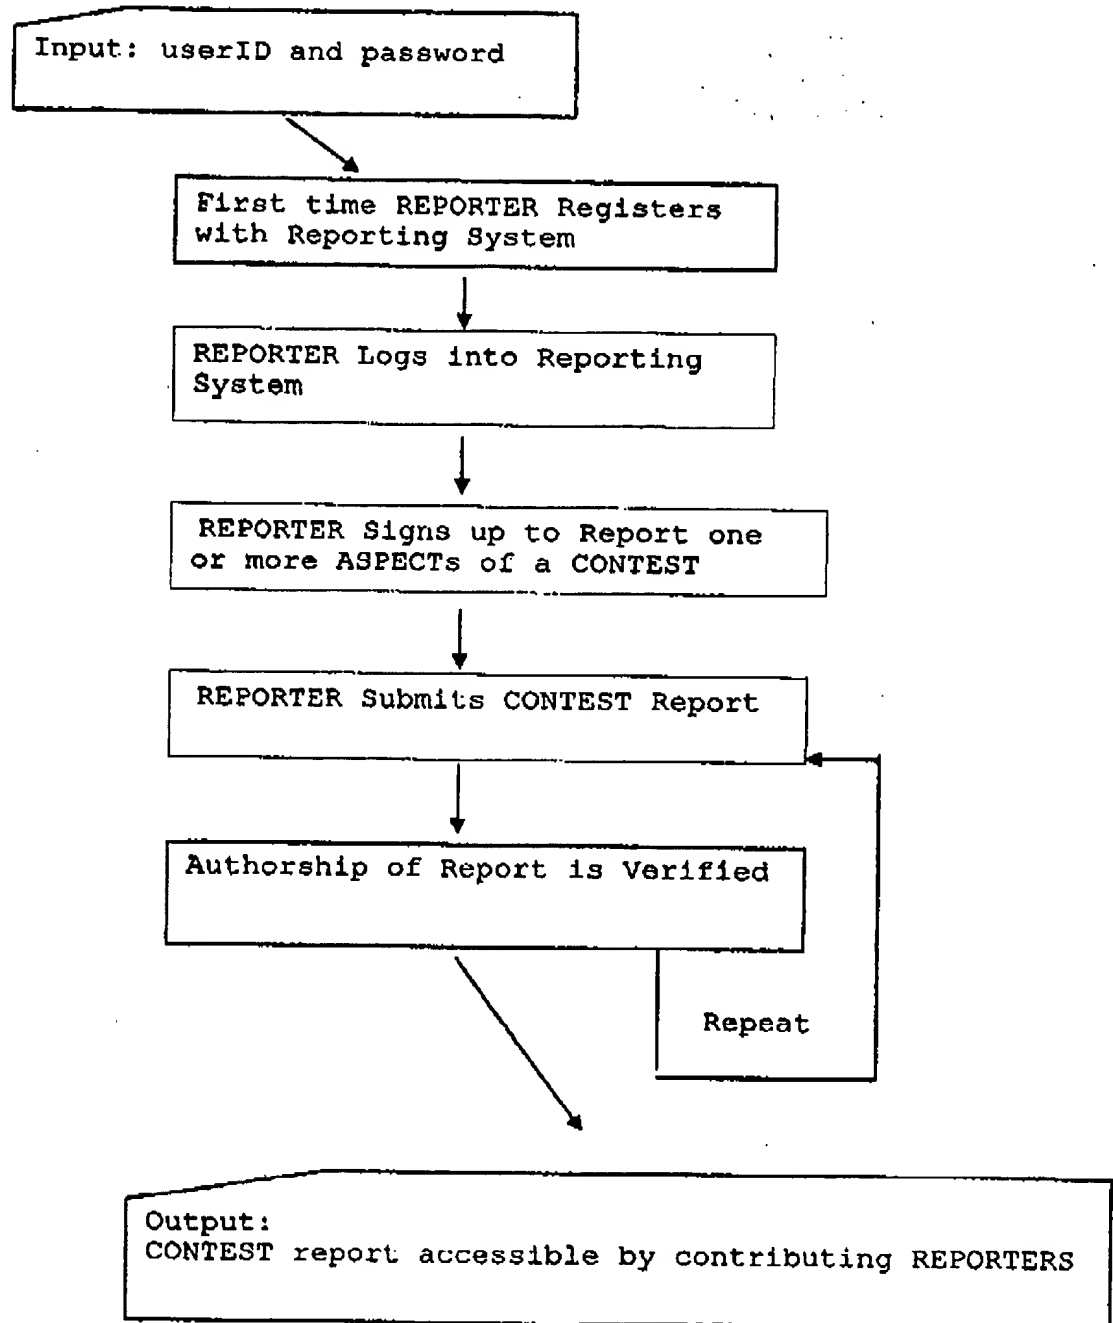 Input: userID and password
First time REPORTER Registers
with Reporting System
REPORTER Logs into Reporting
System
REPORTER Signs up to Report one
or more ASPECTs of a CONTEST
REPORTER Submits CONTEST Report
Authorship of Report is Verified
Repeat
Output:
CONTEST report accessible by contributing REPORTERS